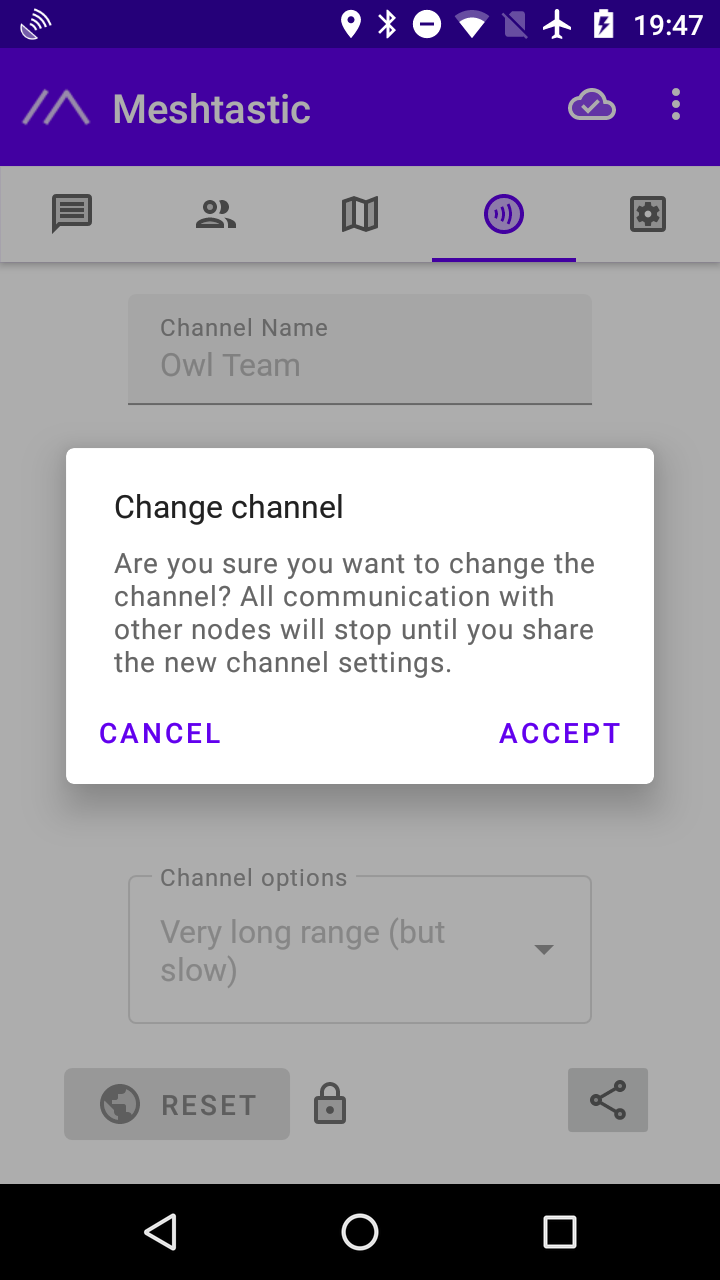 19:47
Meshtastic
Channel Name
Owl Team
Change channel
Are you sure you want to change the
channel? All communication with
other nodes will stop until you share
the new channel settings.
CANCEL ACCEPT
Channel options
Very long range (but
slow)
RESET